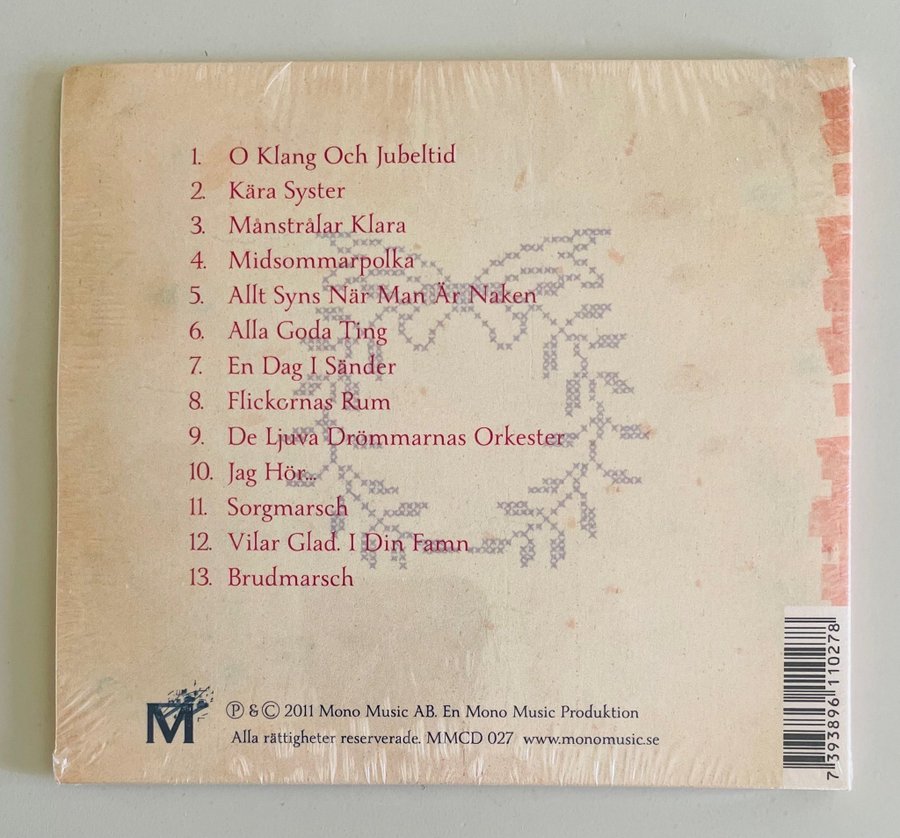 1. O Klang Och Jubeltid
2. Kära Syster
3. Månstrålar Klara
4. Midsommarpolka
5. Allt Syns När Man Är Naken
6. Alla Goda Ting
7. En Dag I Sänder
8. Flickornas Rum
9. De Ljuva Drömmarnas Orkester
10. Jag Hör...
11. Sorgmarsch
12. Vilar Glad. I Din Famn
13. Brudmarsch
M
℗ & © 2011 Mono Music AB. En Mono Music Produktion
Alla rättigheter reserverade. MMCD 027 www.monomusic.se
7 393896 110278